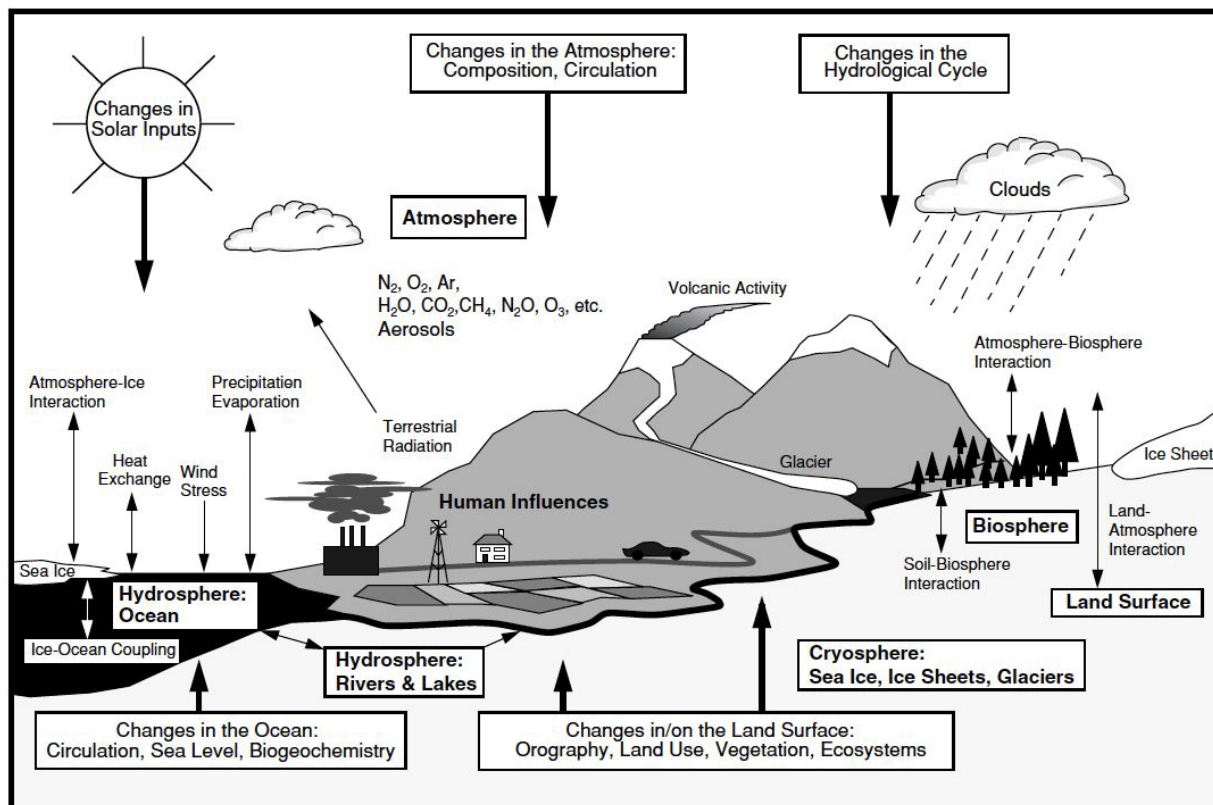 Changes in
Solar Inputs
Changes in the Atmosphere:
Composition, Circulation
Changes in the
Hydrological Cycle
Clouds
Atmosphere
N₂, O₂, Ar,
H₂O, CO₂,CH₄, N₂O, O₃, etc.
Aerosols
Volcanic Activity
Atmosphere-Biosphere
Interaction
Atmosphere-Ice
Interaction
Precipitation
Evaporation
Terrestrial
Radiation
Heat
Exchange
Wind
Stress
Glacier
Ice Sheet
Human Influences
Biosphere
Land-
Atmosphere
Interaction
Soil-Biosphere
Interaction
Sea Ice
Hydrosphere:
Ocean
Land Surface
Ice-Ocean Coupling
Hydrosphere:
Rivers & Lakes
Cryosphere:
Sea Ice, Ice Sheets, Glaciers
Changes in the Ocean:
Circulation, Sea Level, Biogeochemistry
Changes in/on the Land Surface:
Orography, Land Use, Vegetation, Ecosystems